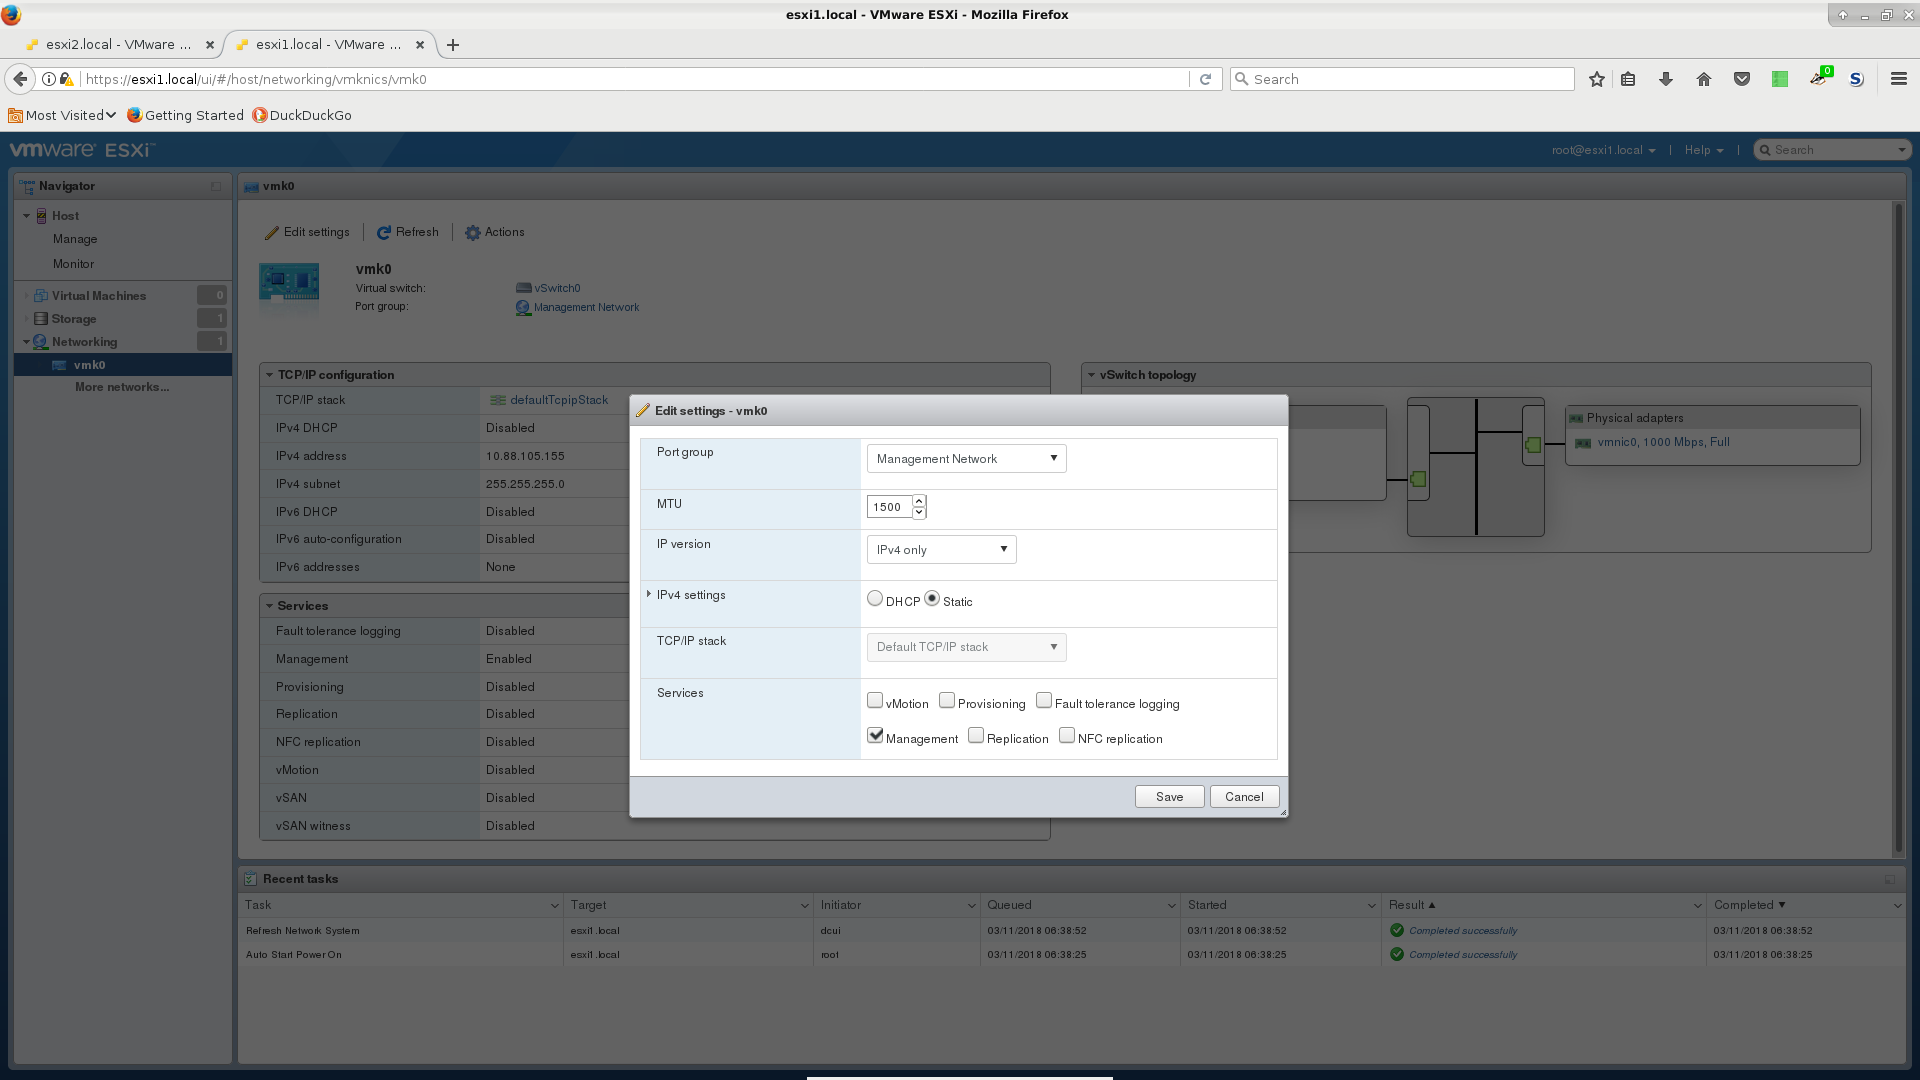 esxi1.local - VMware ESXi - Mozilla Firefox
esxi2.local - VMware ...
esxi1.local - VMware ...
https://esxi1.local/ui/#/host/networking/vmknics/vmk0
Search
0
Most Visited
Getting Started
DuckDuckGo
vmware ESXi™
root@esxi1.local | Help | Search
Navigator
Host
Manage
Monitor
Virtual Machines 0
Storage 1
Networking 1
vmk0
More networks...
vmk0
Edit settings
Refresh
Actions
vmk0
Virtual switch: vSwitch0
Port group: Management Network
TCP/IP configuration
TCP/IP stack defaultTcpipStack
IPv4 DHCP Disabled
IPv4 address 10.88.105.155
IPv4 subnet 255.255.255.0
IPv6 DHCP Disabled
IPv6 auto-configuration Disabled
IPv6 addresses None
Services
Fault tolerance logging Disabled
Management Enabled
Provisioning Disabled
Replication Disabled
NFC replication Disabled
vMotion Disabled
vSAN Disabled
vSAN witness Disabled
vSwitch topology
Physical adapters
vmnic0, 1000 Mbps, Full
Edit settings - vmk0
Port group Management Network
MTU 1500
IP version IPv4 only
IPv4 settings DHCP Static
TCP/IP stack Default TCP/IP stack
Services vMotion Provisioning Fault tolerance logging
Management Replication NFC replication
Save Cancel
Recent tasks
Task Target Initiator Queued Started Result Completed
Refresh Network System esxi1.local dcui 03/11/2018 06:38:52 03/11/2018 06:38:52 Completed successfully 03/11/2018 06:38:52
Auto Start Power On esxi1.local root 03/11/2018 06:38:25 03/11/2018 06:38:25 Completed successfully 03/11/2018 06:38:25